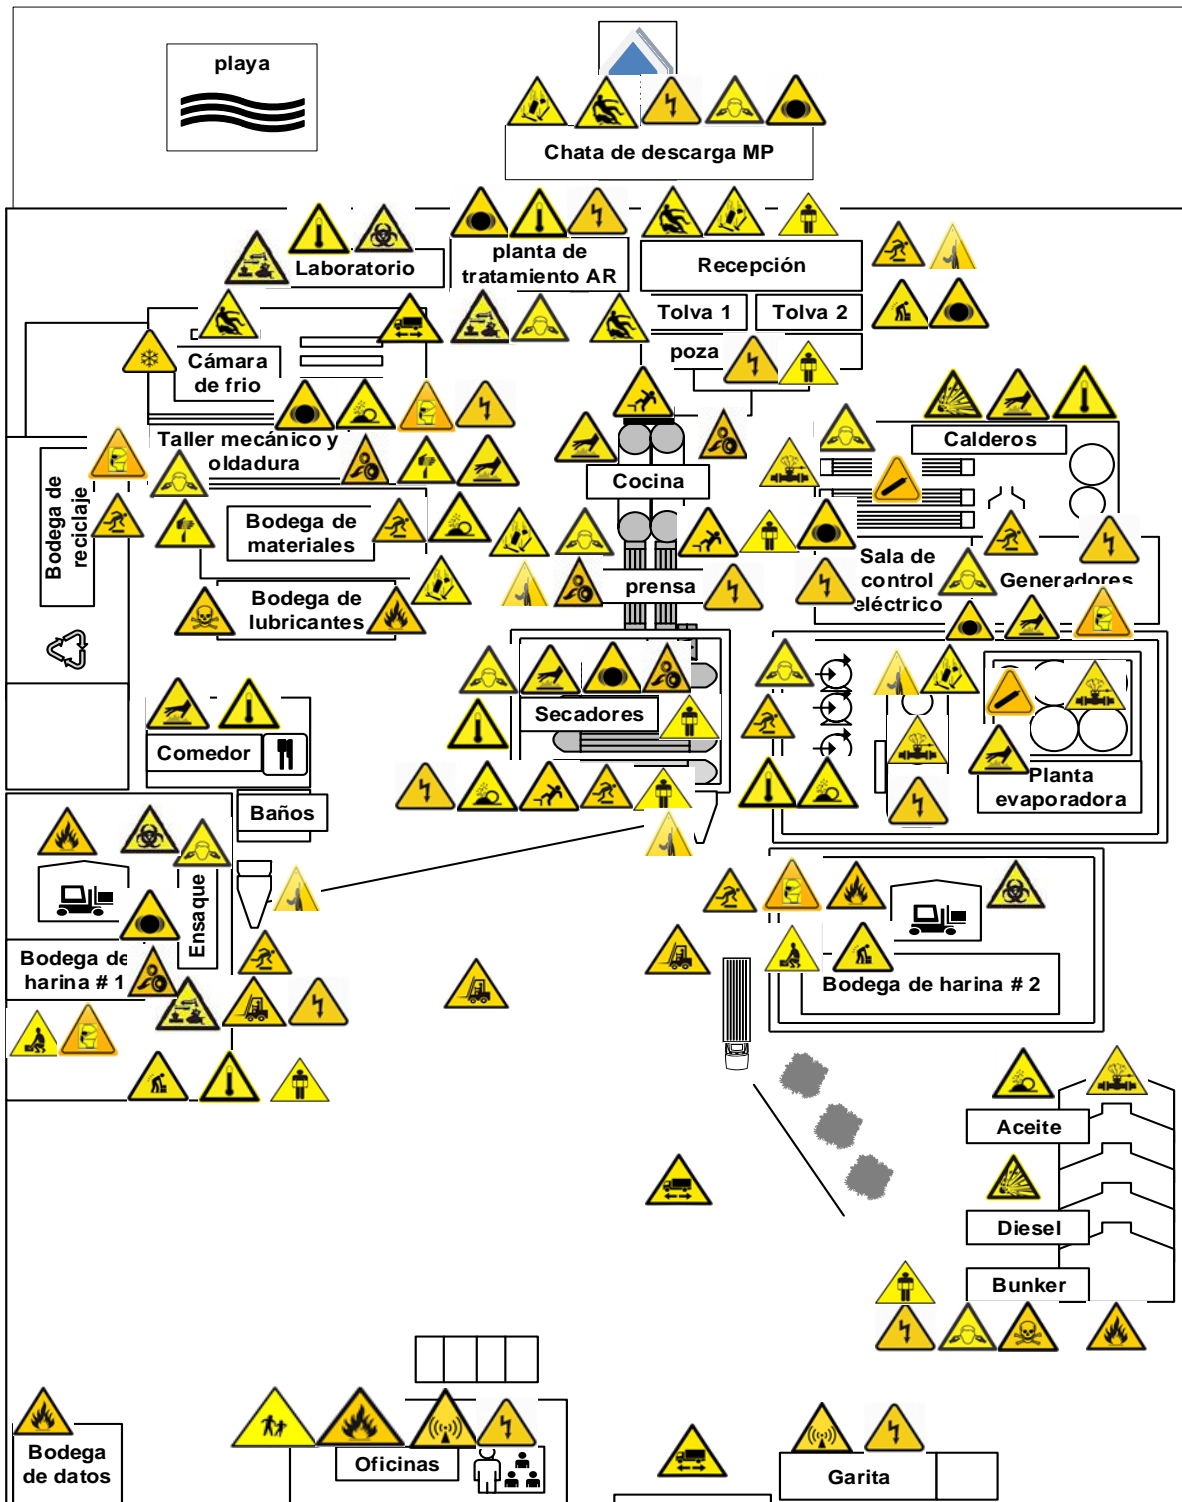 playa
Chata de descarga MP
Laboratorio
planta de
tratamiento AR
Recepción
Tolva 1
Tolva 2
poza
Cámara
de frio
Calderos
Taller mecánico y
oldadura
Cocina
Bodega de
reciclaje
Bodega de
materiales
Sala de
control
eléctrico
Generadores
prensa
Bodega de
lubricantes
Secadores
Comedor
Planta
evaporadora
Baños
Ensaque
Bodega de
harina # 1
Bodega de harina # 2
Aceite
Diesel
Bunker
Bodega
de datos
Oficinas
Garita